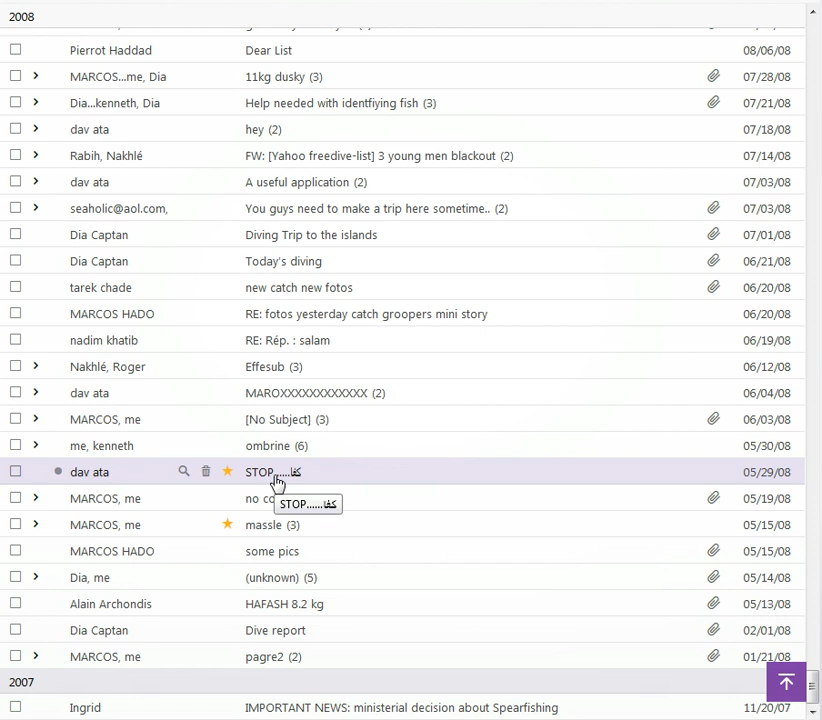 2008
Pierrot Haddad Dear List 08/06/08
MARCOS...me, Dia 11kg dusky (3) 07/28/08
Dia...kenneth, Dia Help needed with identfiying fish (3) 07/21/08
dav ata hey (2) 07/18/08
Rabih, Nakhlé FW: [Yahoo freedive-list] 3 young men blackout (2) 07/14/08
dav ata A useful application (2) 07/03/08
seaholic@aol.com, You guys need to make a trip here sometime.. (2) 07/03/08
Dia Captan Diving Trip to the islands 07/01/08
Dia Captan Today's diving 06/21/08
tarek chade new catch new fotos 06/20/08
MARCOS HADO RE: fotos yesterday catch groopers mini story 06/20/08
nadim khatib RE: Rép. : salam 06/19/08
Nakhlé, Roger Effesub (3) 06/12/08
dav ata MAROXXXXXXXXXXXX (2) 06/04/08
MARCOS, me [No Subject] (3) 06/03/08
me, kenneth ombrine (6) 05/30/08
dav ata STOP......كفا 05/29/08
MARCOS, me no co 05/19/08
STOP......كفا
MARCOS, me massle (3) 05/15/08
MARCOS HADO some pics 05/15/08
Dia, me (unknown) (5) 05/14/08
Alain Archondis HAFASH 8.2 kg 05/13/08
Dia Captan Dive report 02/01/08
MARCOS, me pagre2 (2) 01/21/08
2007
Ingrid IMPORTANT NEWS: ministerial decision about Spearfishing 11/20/07